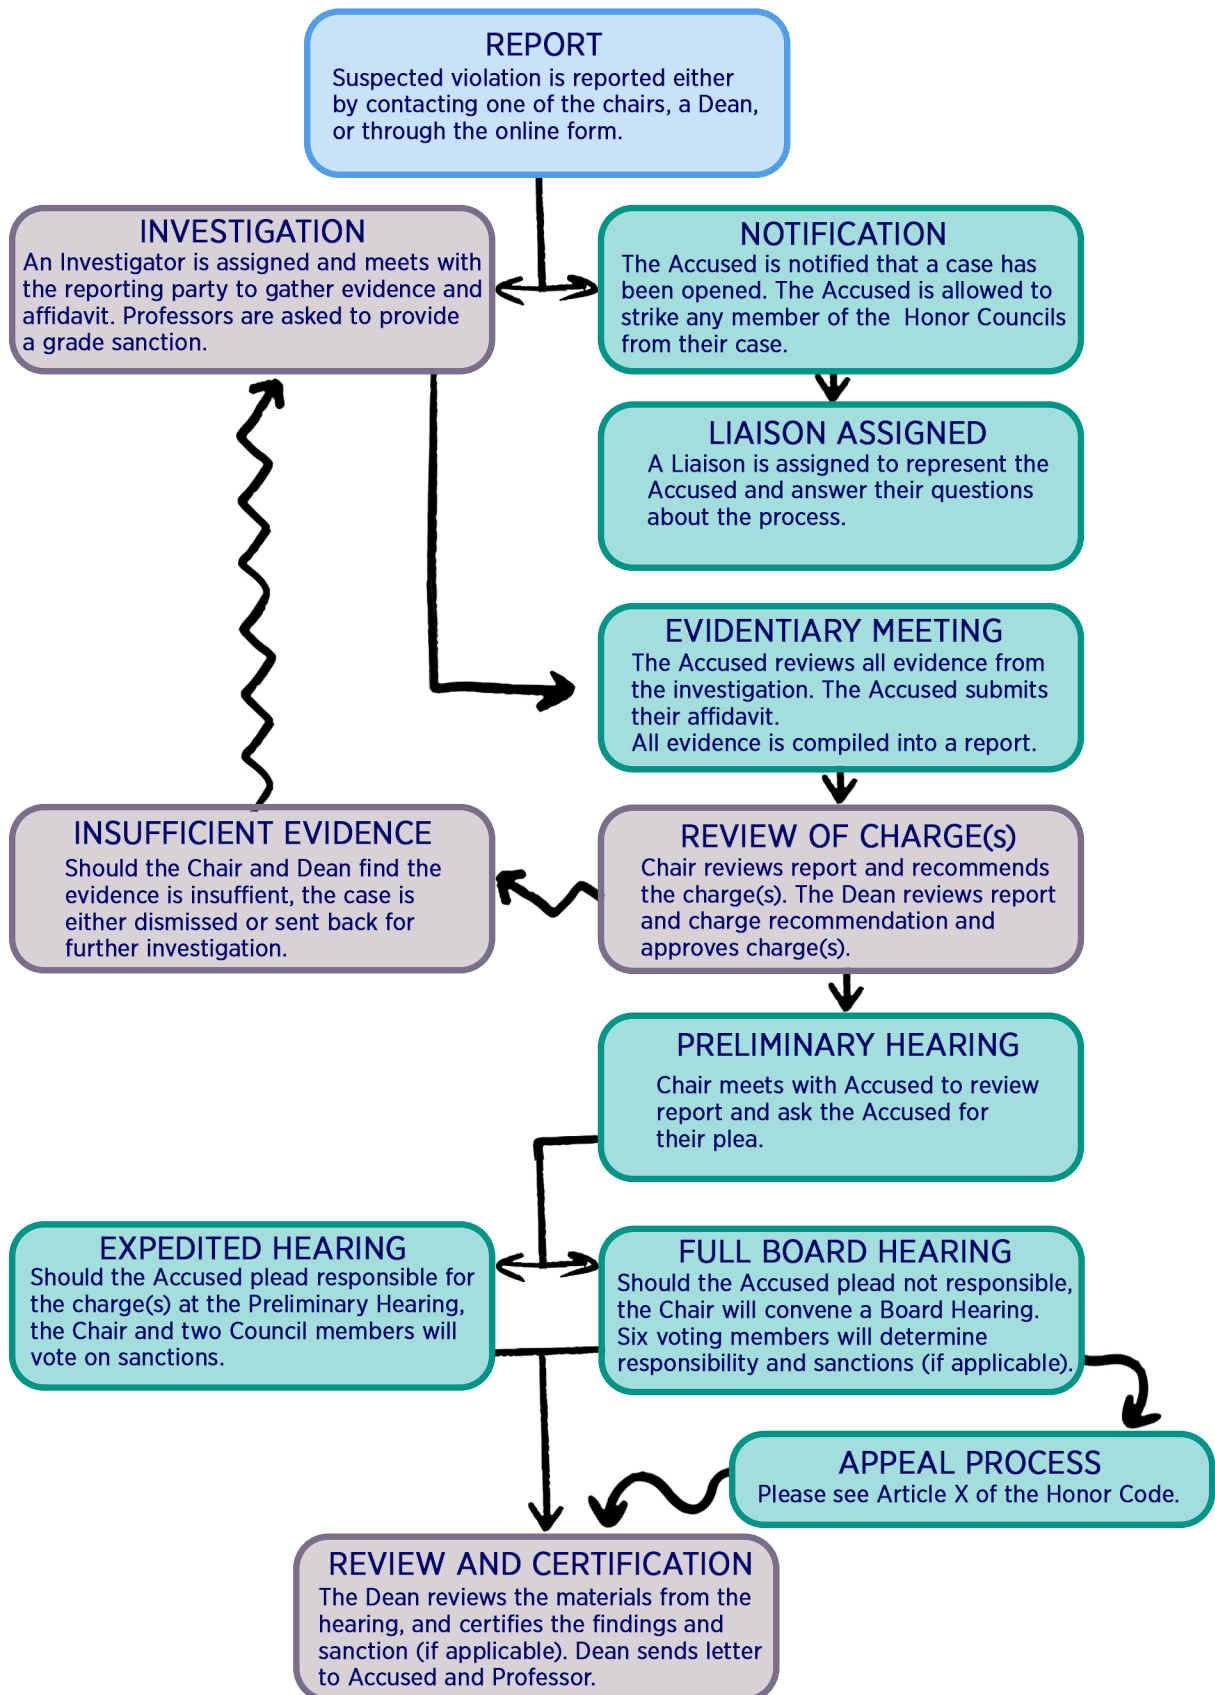 REPORT
Suspected violation is reported either
by contacting one of the chairs, a Dean,
or through the online form.
INVESTIGATION
An Investigator is assigned and meets with
the reporting party to gather evidence and
affidavit. Professors are asked to provide
a grade sanction.
NOTIFICATION
The Accused is notified that a case has
been opened. The Accused is allowed to
strike any member of the Honor Councils
from their case.
LIAISON ASSIGNED
A Liaison is assigned to represent the
Accused and answer their questions
about the process.
EVIDENTIARY MEETING
The Accused reviews all evidence from
the investigation. The Accused submits
their affidavit.
All evidence is compiled into a report.
INSUFFICIENT EVIDENCE
Should the Chair and Dean find the
evidence is insuffient, the case is
either dismissed or sent back for
further investigation.
REVIEW OF CHARGE(s)
Chair reviews report and recommends
the charge(s). The Dean reviews report
and charge recommendation and
approves charge(s).
PRELIMINARY HEARING
Chair meets with Accused to review
report and ask the Accused for
their plea.
EXPEDITED HEARING
Should the Accused plead responsible for
the charge(s) at the Preliminary Hearing,
the Chair and two Council members will
vote on sanctions.
FULL BOARD HEARING
Should the Accused plead not responsible,
the Chair will convene a Board Hearing.
Six voting members will determine
responsibility and sanctions (if applicable).
APPEAL PROCESS
Please see Article X of the Honor Code.
REVIEW AND CERTIFICATION
The Dean reviews the materials from the
hearing, and certifies the findings and
sanction (if applicable). Dean sends letter
to Accused and Professor.